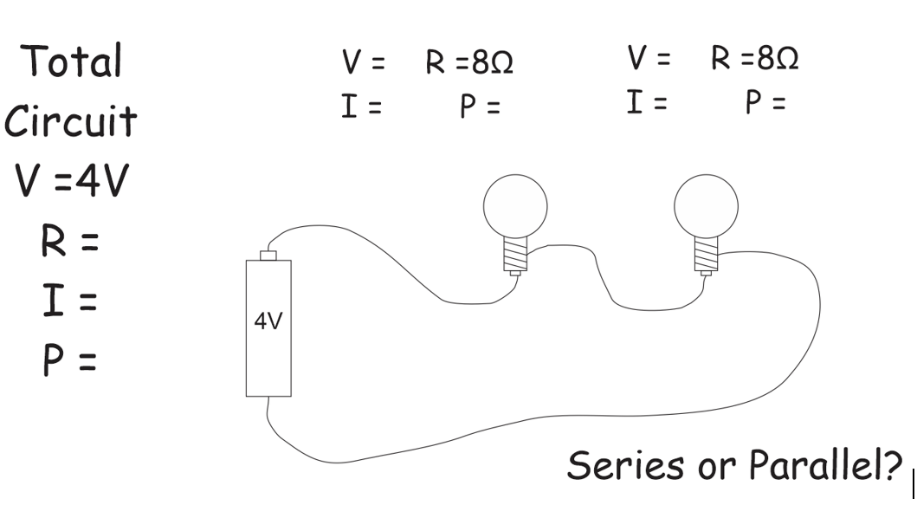 Total
Circuit
V =4V
R =
I =
P =
V = R =8Ω
I = P =
V = R =8Ω
I = P =
4V
Series or Parallel?